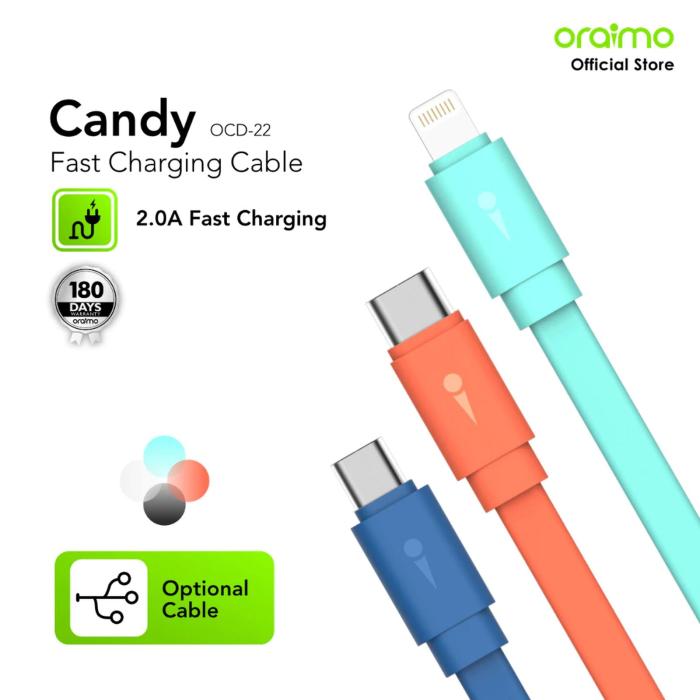 oraimo
Official Store
Candy OCD-22
Fast Charging Cable
2.0A Fast Charging
180
DAYS
WARRANTY
oraimo
Optional
Cable